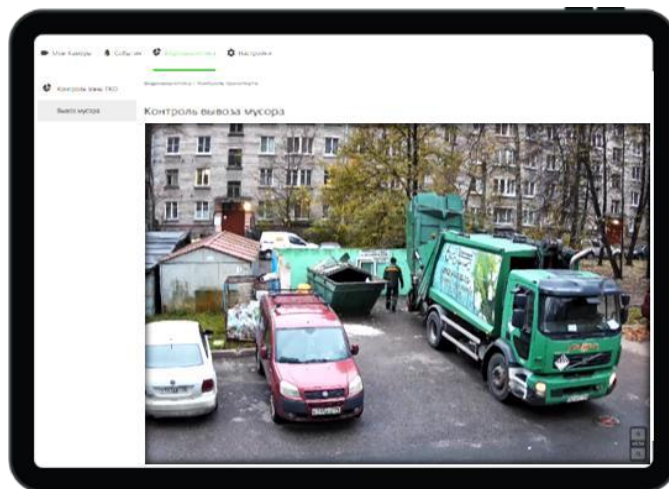 Мои камеры События Видеоаналитика Настройки
Контроль зоны ТКО
Вывоз мусора
Видеоаналитика - Контроль транспорта
Контроль вывоза мусора